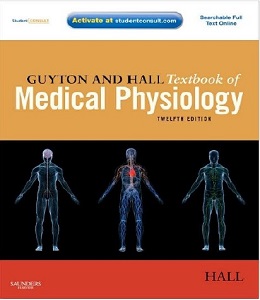 Student CONSULT
Activate at studentconsult.com
Searchable Full
Text Online
GUYTON AND HALL Textbook of
Medical Physiology
TWELFTH EDITION
SAUNDERS
ELSEVIER
HALL